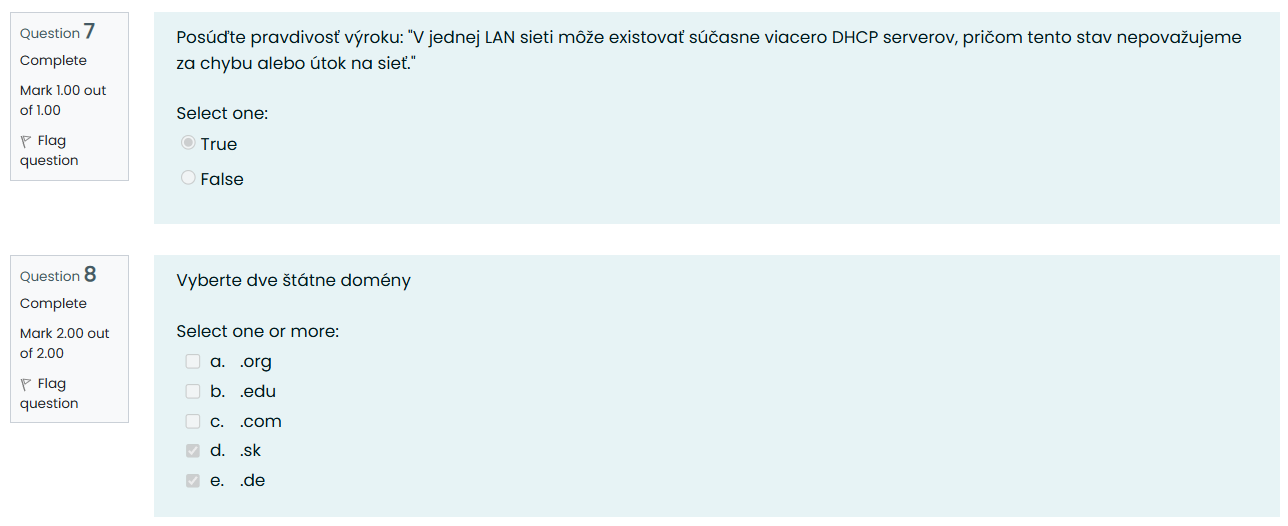 Question 7
Complete
Mark 1.00 out
of 1.00
Flag
question
Posúďte pravdivosť výroku: "V jednej LAN sieti môže existovať súčasne viacero DHCP serverov, pričom tento stav nepovažujeme
za chybu alebo útok na sieť."
Select one:
True
False
Question 8
Complete
Mark 2.00 out
of 2.00
Flag
question
Vyberte dve štátne domény
Select one or more:
a. .org
b. .edu
c. .com
d. .sk
e. .de